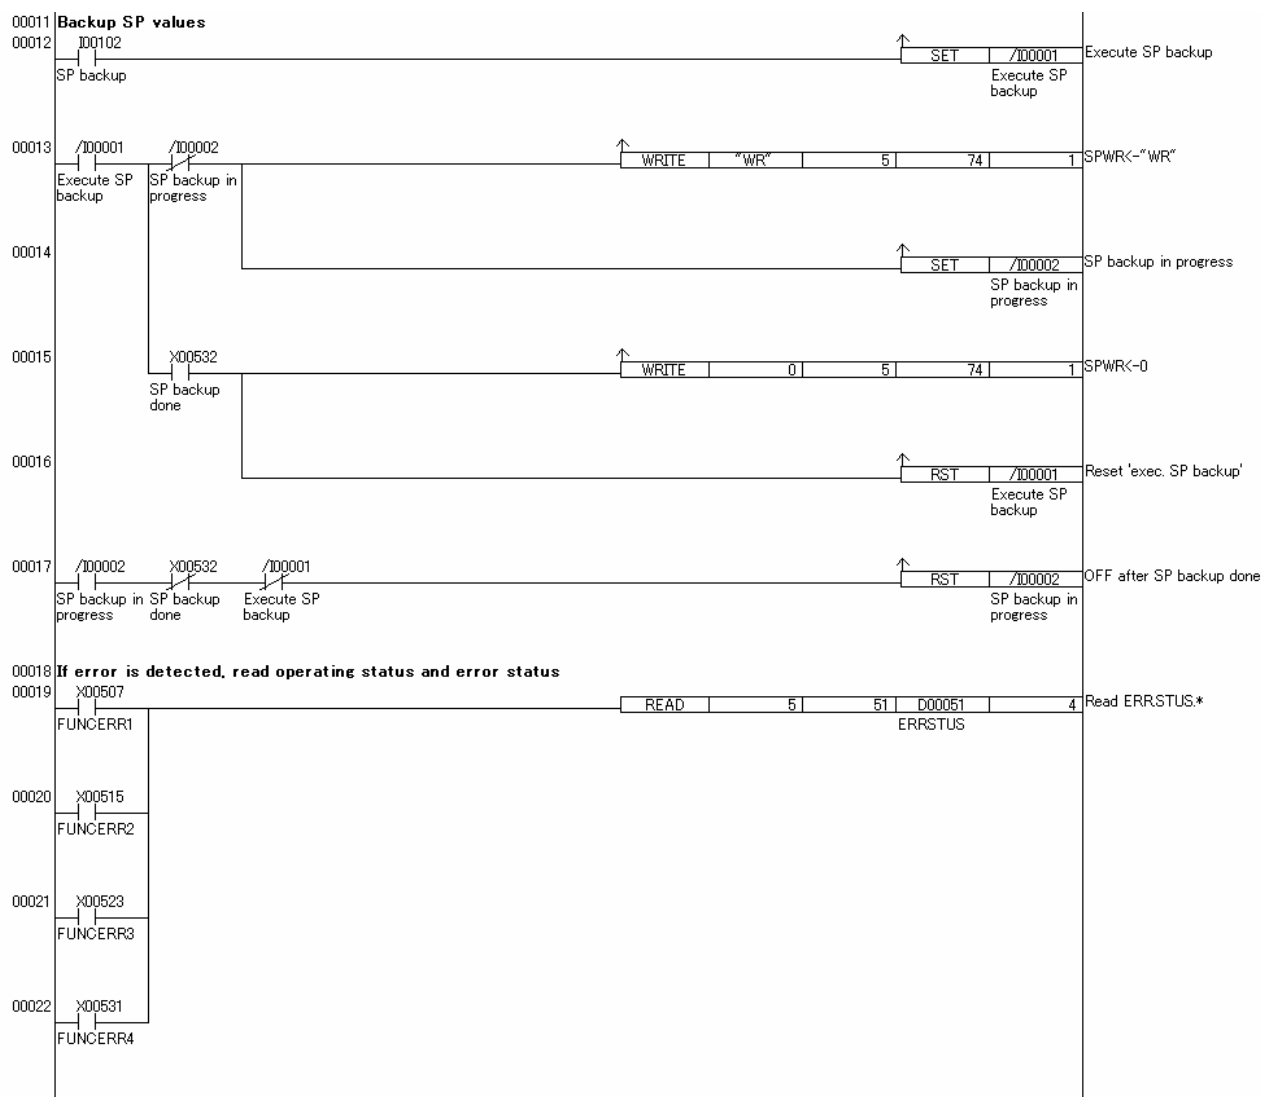 00011 Backup SP values
00012 I00102
SET /I00001 Execute SP backup
SP backup Execute SP
backup
00013 /I00001 /I00002
WRITE "WR" 5 74 1 SPWR<-"WR"
Execute SP SP backup in
backup progress
00014
SET /I00002 SP backup in progress
SP backup in
progress
00015 X00532
WRITE 0 5 74 1 SPWR<-0
SP backup
done
00016
RST /I00001 Reset 'exec. SP backup'
Execute SP
backup
00017 /I00002 X00532 /I00001
RST /I00002 OFF after SP backup done
SP backup in SP backup Execute SP SP backup in
progress done backup progress
00018 If error is detected, read operating status and error status
00019 X00507
READ 5 51 D00051 4 Read ERRSTUS.*
FUNCERR1 ERRSTUS
00020 X00515
FUNCERR2
00021 X00523
FUNCERR3
00022 X00531
FUNCERR4